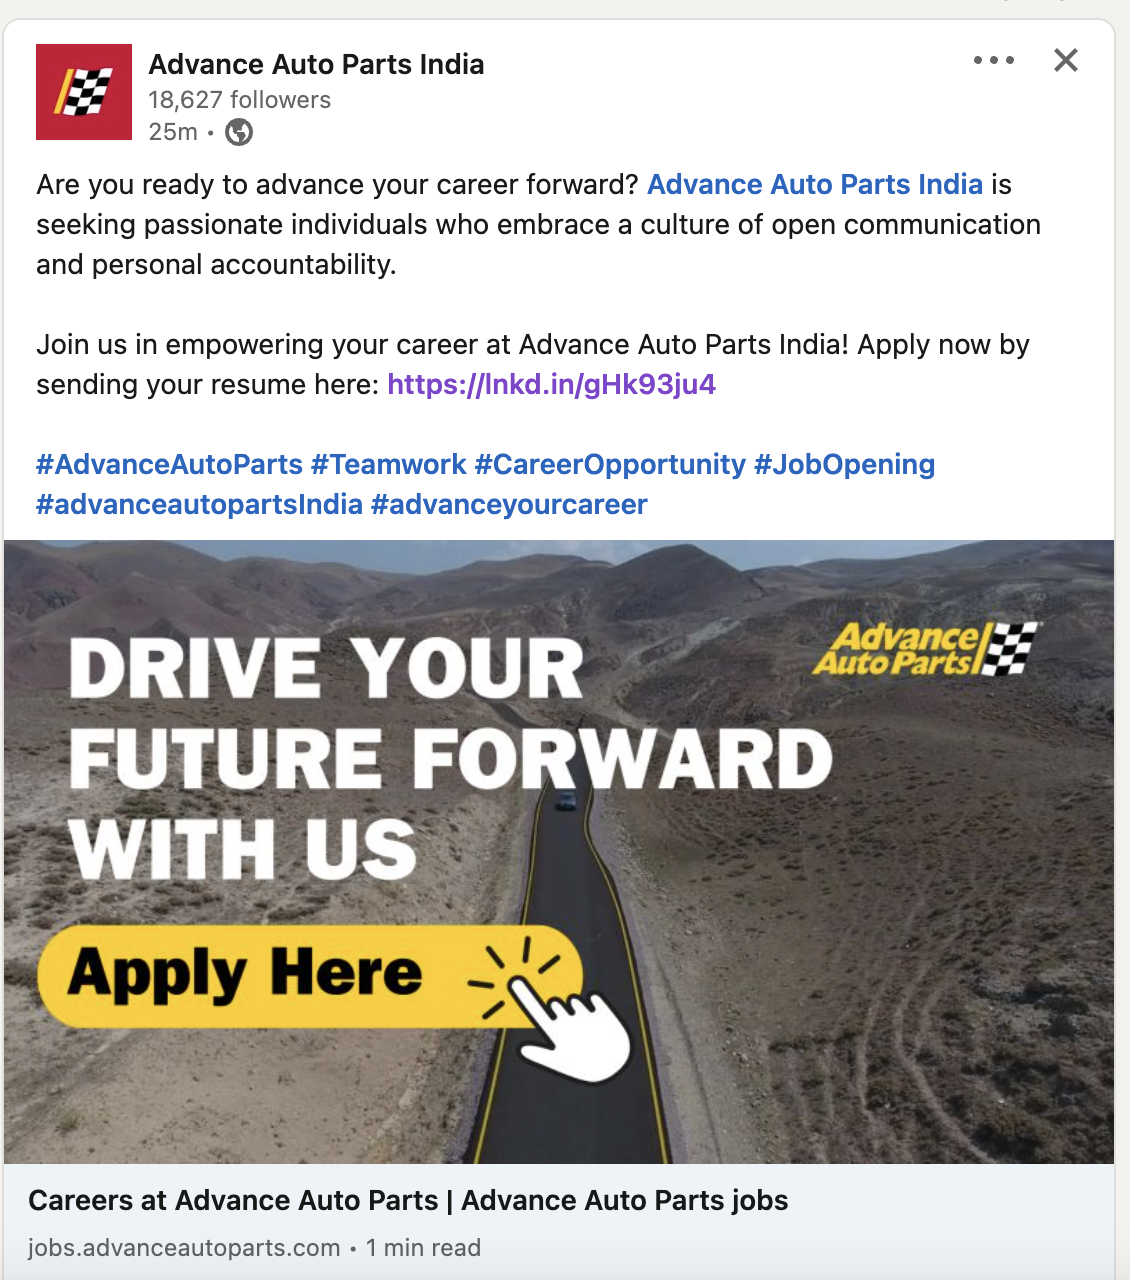 Advance Auto Parts India
18,627 followers
25m •
Are you ready to advance your career forward? Advance Auto Parts India is
seeking passionate individuals who embrace a culture of open communication
and personal accountability.
Join us in empowering your career at Advance Auto Parts India! Apply now by
sending your resume here: https://lnkd.in/gHk93ju4
#AdvanceAutoParts #Teamwork #CareerOpportunity #JobOpening
#advanceautopartsIndia #advanceyourcareer
DRIVE YOUR
FUTURE FORWARD
WITH US
Advance
Auto Parts
Apply Here
Careers at Advance Auto Parts | Advance Auto Parts jobs
jobs.advanceautoparts.com • 1 min read